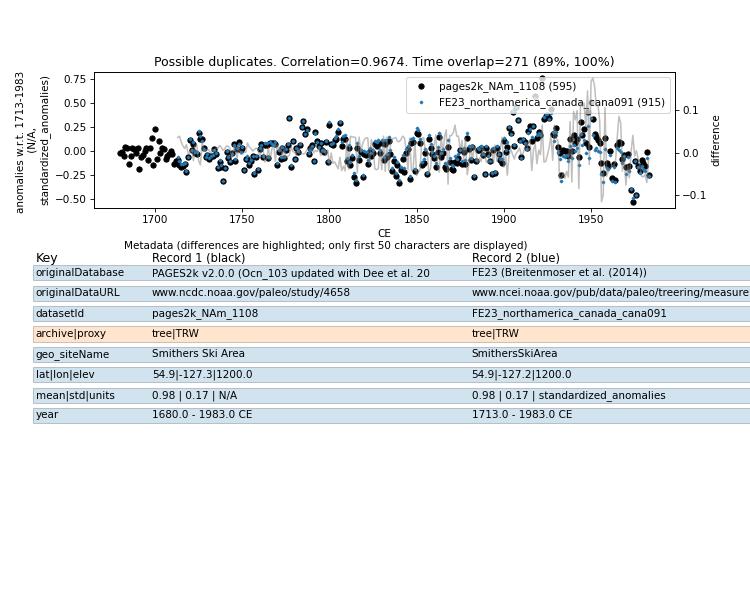 Possible duplicates. Correlation=0.9674. Time overlap=271 (89%, 100%)
anomalies w.r.t. 1713-1983
(N/A,
standardized_anomalies)
0.75
0.50
0.25
0.00
−0.25
−0.50
pages2k_NAm_1108 (595)
FE23_northamerica_canada_cana091 (915)
0.1
0.0
−0.1
difference
1700 1750 1800 1850 1900 1950
CE
Metadata (differences are highlighted; only first 50 characters are displayed)
Key Record 1 (black) Record 2 (blue)
originalDatabase PAGES2k v2.0.0 (Ocn_103 updated with Dee et al. 20 FE23 (Breitenmoser et al. (2014))
originalDataURL www.ncdc.noaa.gov/paleo/study/4658 www.ncei.noaa.gov/pub/data/paleo/treering/measure
datasetId pages2k_NAm_1108 FE23_northamerica_canada_cana091
archive|proxy tree|TRW tree|TRW
geo_siteName Smithers Ski Area SmithersSkiArea
lat|lon|elev 54.9|-127.3|1200.0 54.9|-127.2|1200.0
mean|std|units 0.98 | 0.17 | N/A 0.98 | 0.17 | standardized_anomalies
year 1680.0 - 1983.0 CE 1713.0 - 1983.0 CE